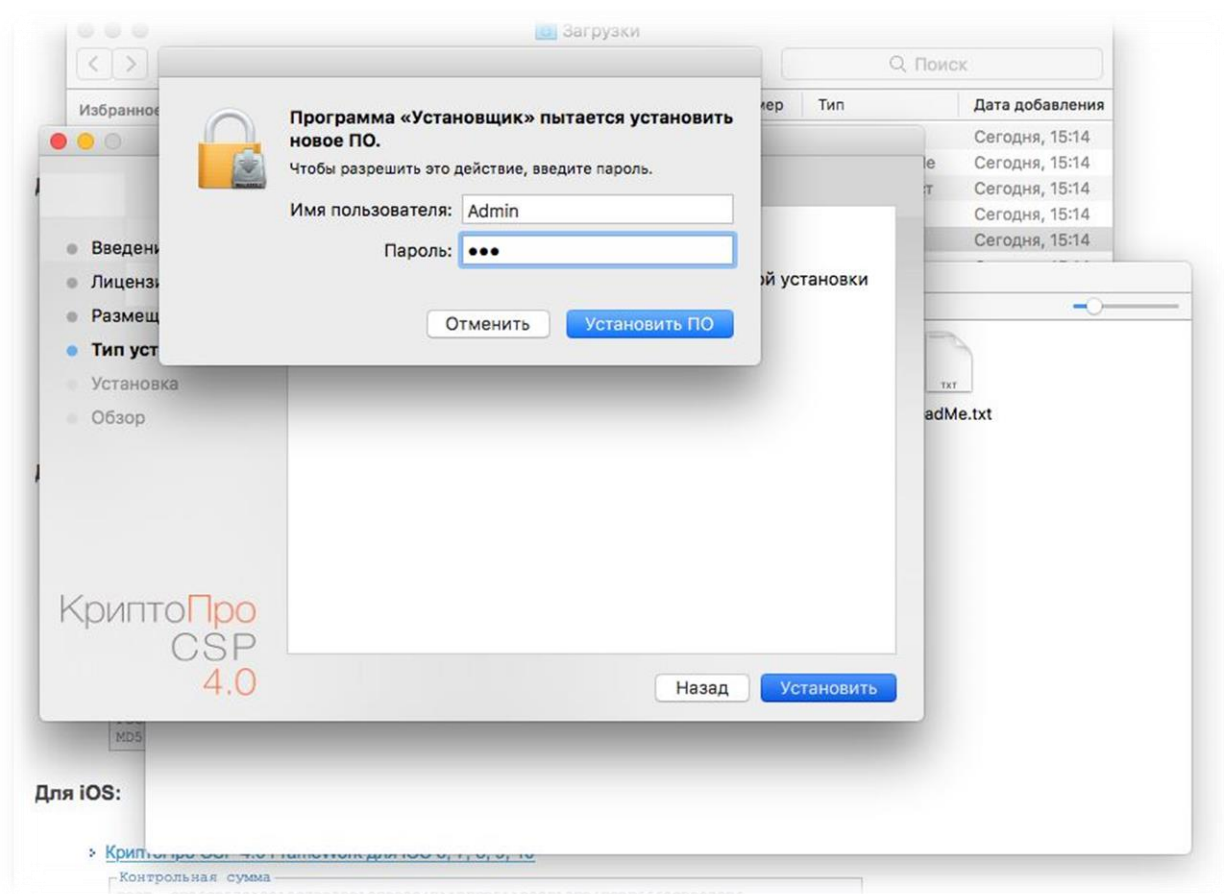 Загрузки
Поиск
Избранное
Тип
Дата добавления
Сегодня, 15:14
Сегодня, 15:14
Сегодня, 15:14
Сегодня, 15:14
Сегодня, 15:14
Программа «Установщик» пытается установить
новое ПО.
Чтобы разрешить это действие, введите пароль.
Имя пользователя: Admin
Пароль: •••
Отменить
Установить ПО
й установки
Введени
Лицензи
Размещ
Тип уст
Установка
Обзор
КриптоПро
CSP
4.0
Назад
Установить
TXT
adMe.txt
MD5
Для iOS:
Контрольная сумма